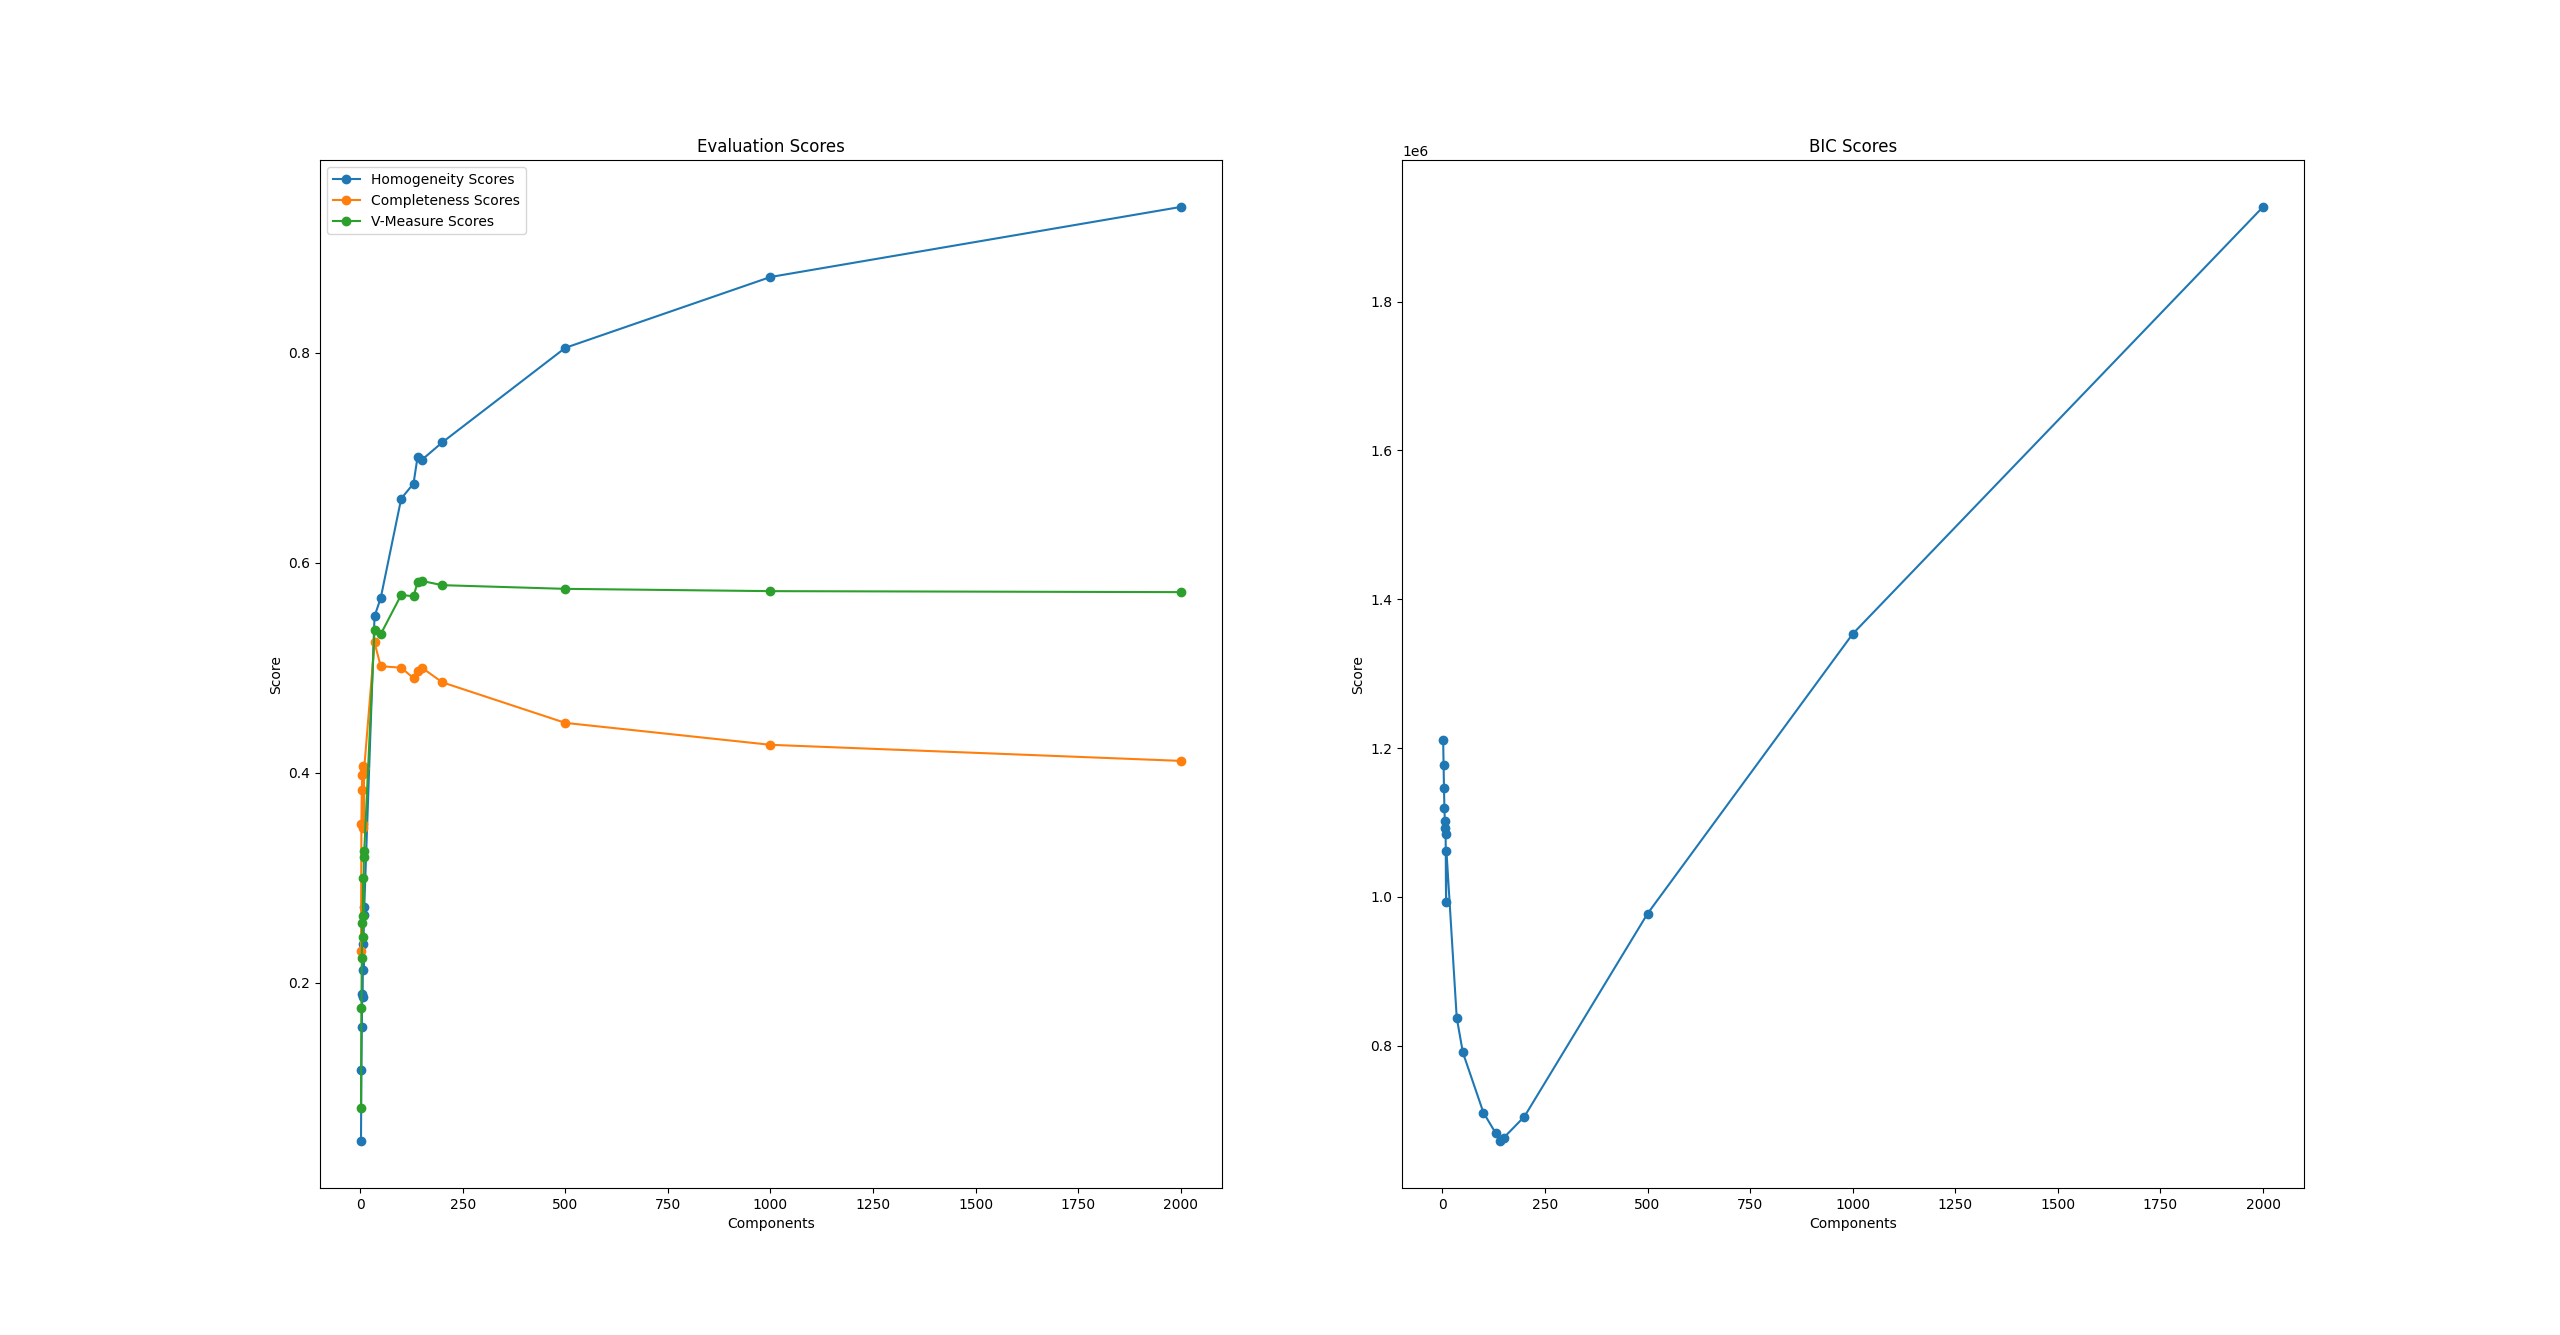 Evaluation Scores
Homogeneity Scores
Completeness Scores
V-Measure Scores
0.8
0.6
0.4
0.2
Score
0 250 500 750 1000 1250 1500 1750 2000
Components
BIC Scores
1e6
1.8
1.6
1.4
1.2
1.0
0.8
Score
0 250 500 750 1000 1250 1500 1750 2000
Components